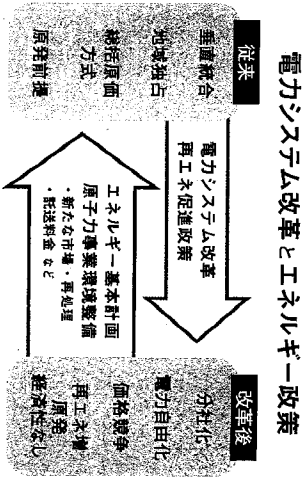 電力システム改革とエネルギー政策
従来
垂直統合
地域独占
総括原価
方式
原発前提
電力システム改革
再エネ促進政策
エネルギー基本計画
原子力事業環境整備
・新たな市場・再処理
・託送料金 など
改革後
分社化
電力自由化
価格競争
再エネ増
原発
経済性なし